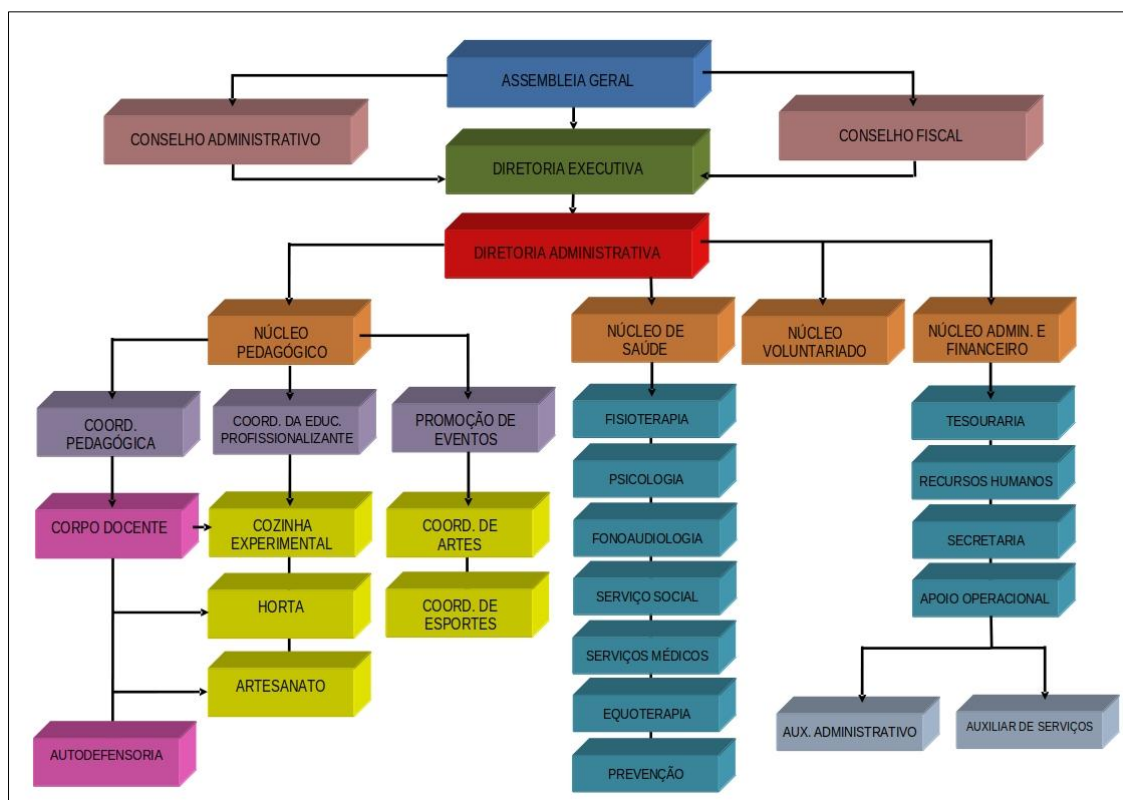 ASSEMBLEIA GERAL
CONSELHO ADMINISTRATIVO
CONSELHO FISCAL
DIRETORIA EXECUTIVA
DIRETORIA ADMINISTRATIVA
NÚCLEO
PEDAGÓGICO
NÚCLEO DE
SAÚDE
NÚCLEO
VOLUNTARIADO
NÚCLEO ADMIN. E
FINANCEIRO
COORD.
PEDAGÓGICA
COORD. DA EDUC.
PROFISSIONALIZANTE
PROMOÇÃO DE
EVENTOS
CORPO DOCENTE
COZINHA
EXPERIMENTAL
COORD. DE
ARTES
HORTA
COORD. DE
ESPORTES
ARTESANATO
AUTODEFENSORIA
FISIOTERAPIA
PSICOLOGIA
FONOAUDIOLOGIA
SERVIÇO SOCIAL
SERVIÇOS MÉDICOS
EQUOTERAPIA
PREVENÇÃO
TESOURARIA
RECURSOS HUMANOS
SECRETARIA
APOIO OPERACIONAL
AUX. ADMINISTRATIVO
AUXILIAR DE SERVIÇOS